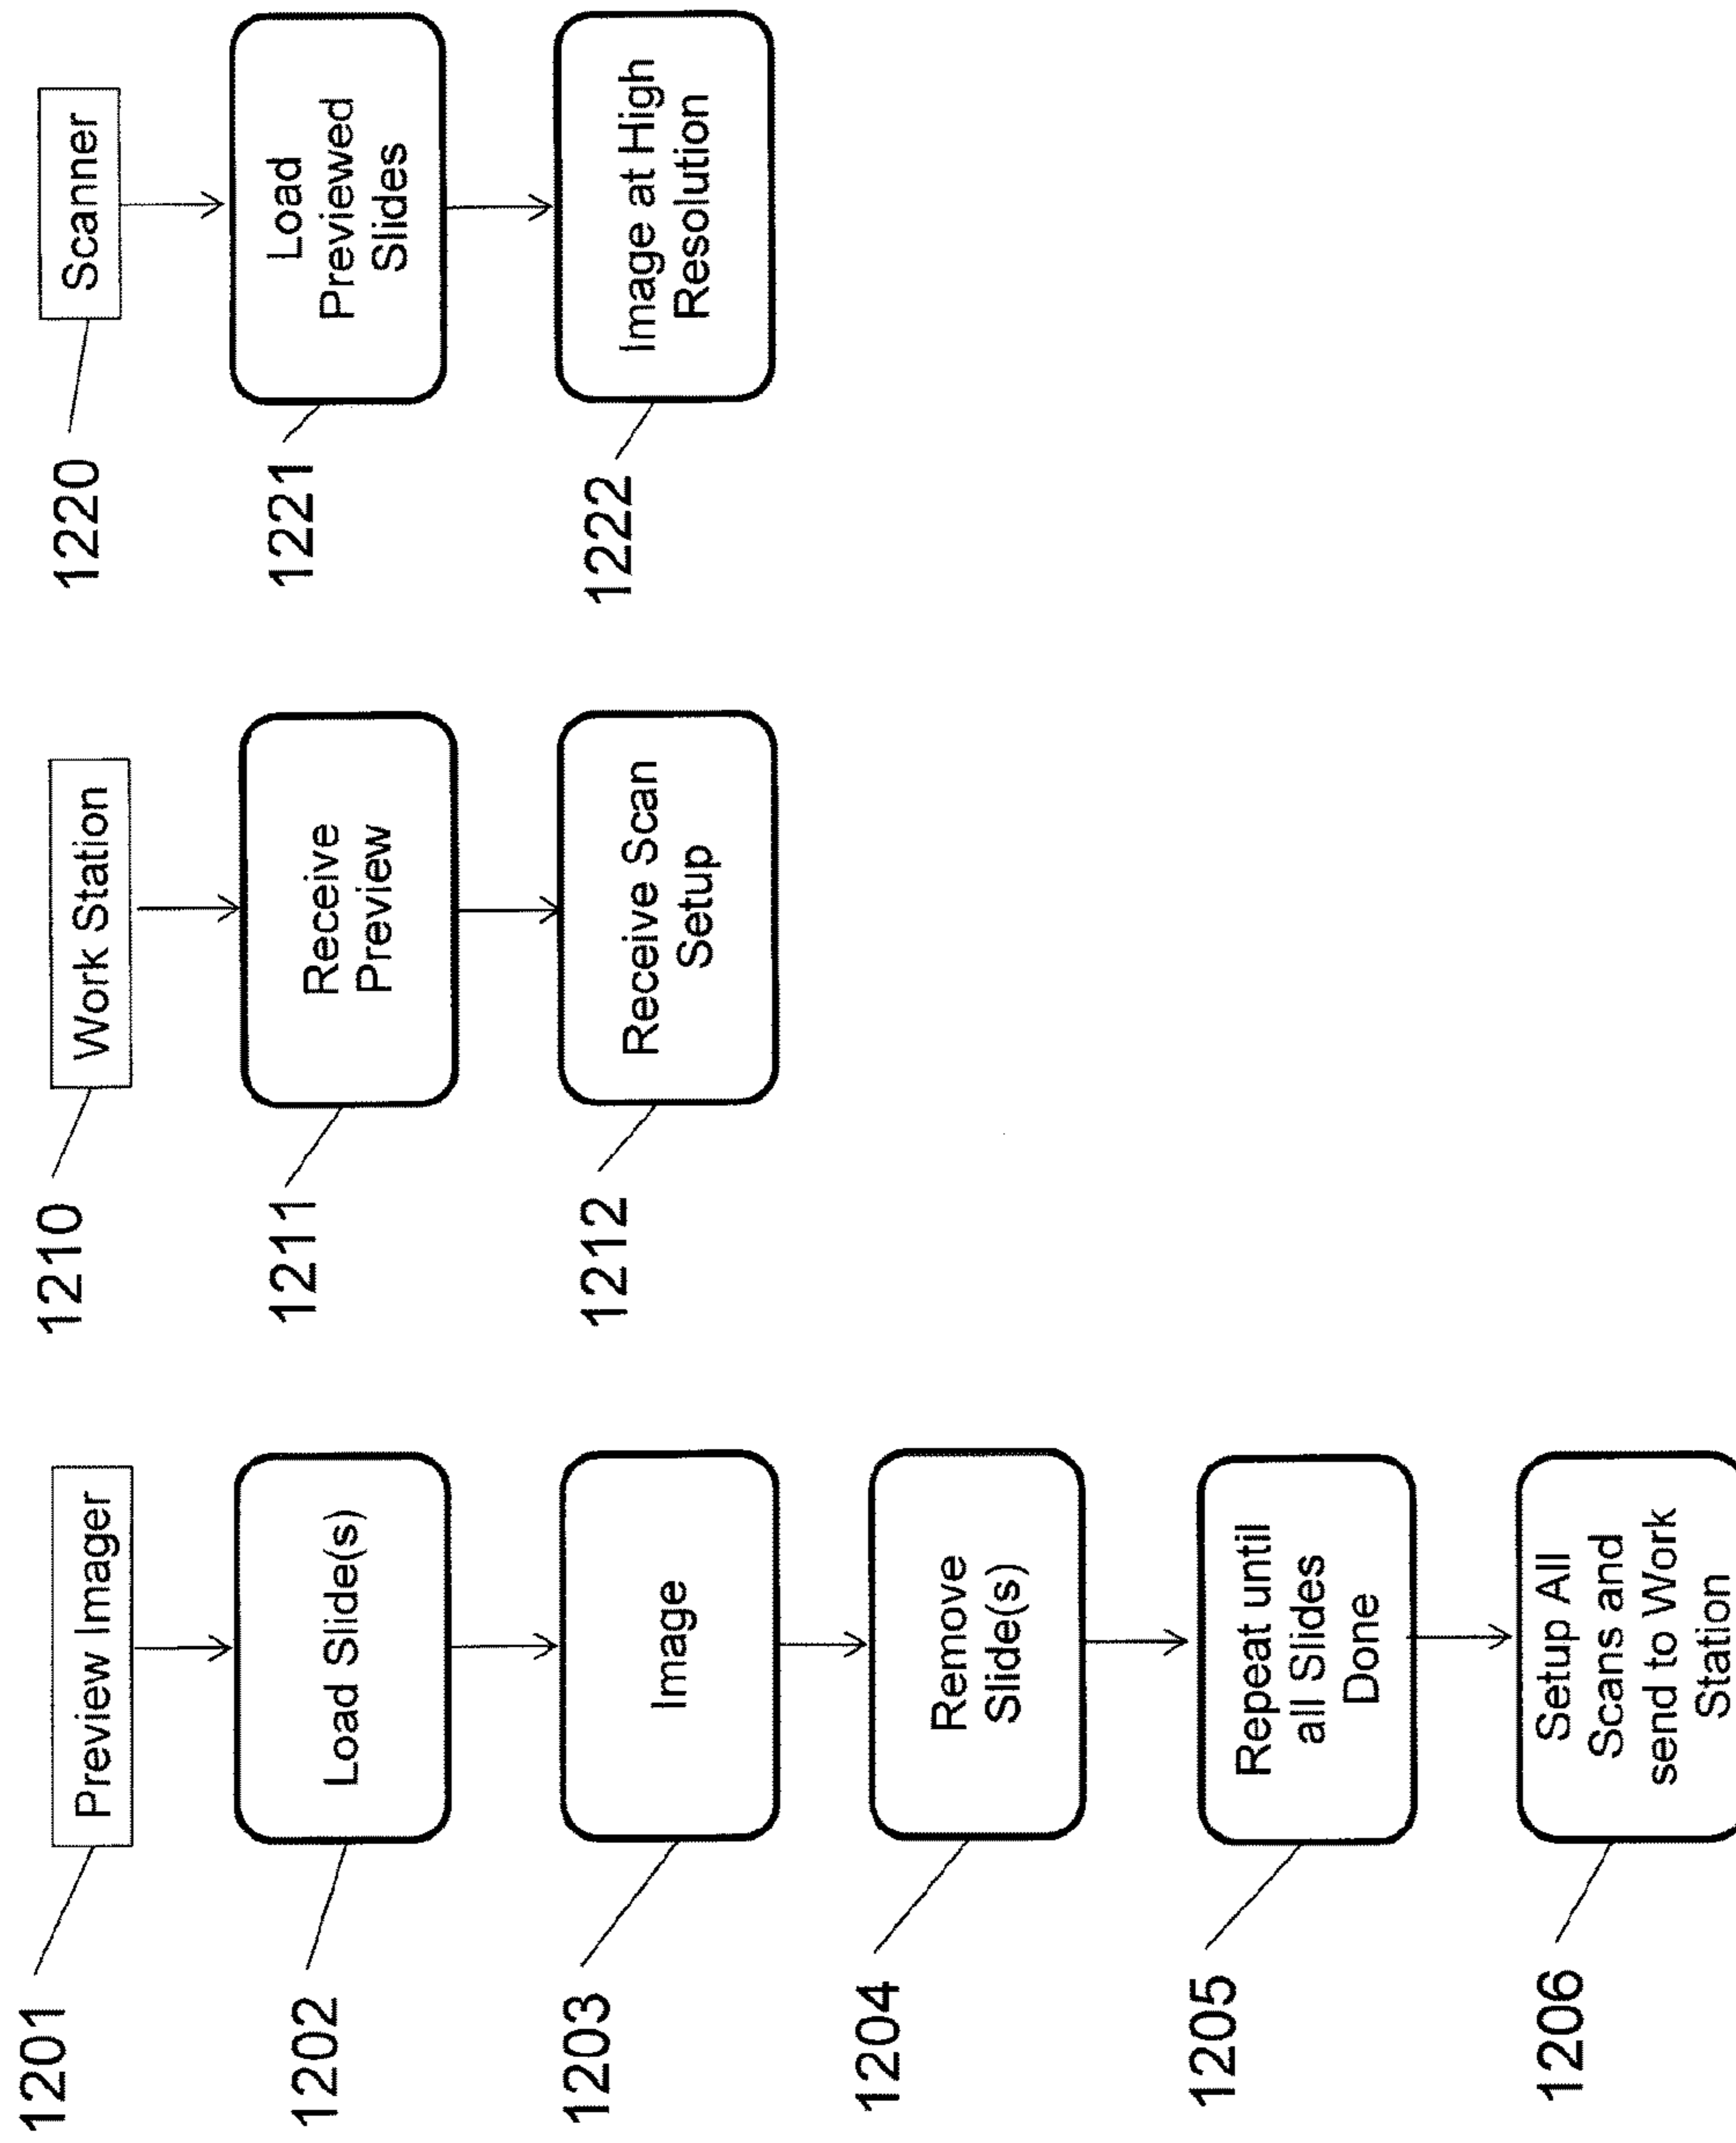 1201
Preview Imager
1202
Load Slide(s)
1203
Image
1204
Remove
Slide(s)
1205
Repeat until
all Slides
Done
1206
Setup All
Scans and
send to Work
Station
1210
Work Station
1211
Receive
Preview
1212
Receive Scan
Setup
1220
Scanner
1221
Load
Previewed
Slides
1222
Image at High
Resolution